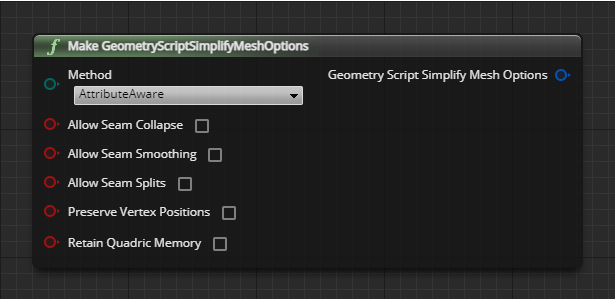 Make GeometryScriptSimplifyMeshOptions
Method
Geometry Script Simplify Mesh Options
AttributeAware
Allow Seam Collapse
Allow Seam Smoothing
Allow Seam Splits
Preserve Vertex Positions
Retain Quadric Memory